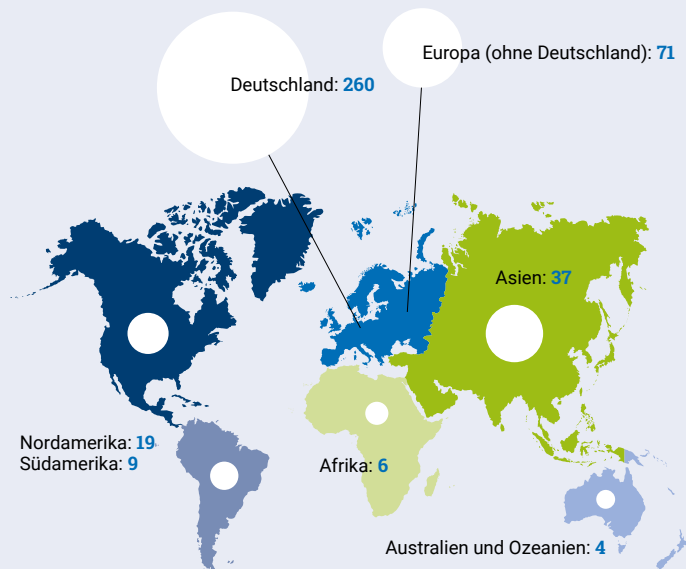 Europa (ohne Deutschland): 71
Deutschland: 260
Asien: 37
Nordamerika: 19
Südamerika: 9
Afrika: 6
Australien und Ozeanien: 4